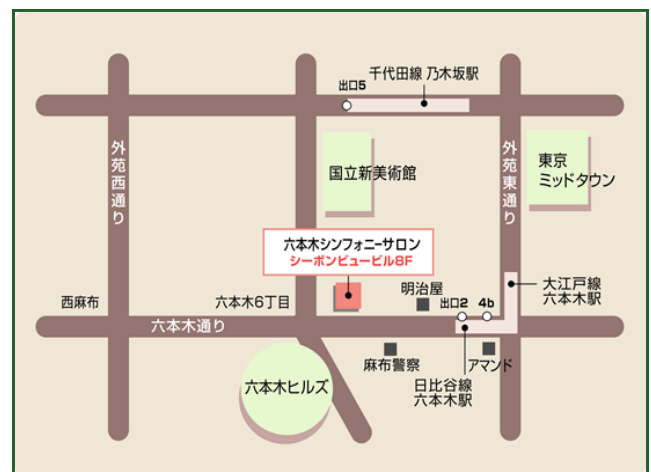 千代田線 乃木坂駅
出口5
外苑西通り
国立新美術館
外苑東通り
東京
ミッドタウン
六本木シンフォニーサロン
シーボンビュービル8F
大江戸線
六本木駅
西麻布
六本木6丁目
明治屋
出口2
4b
六本木通り
麻布警察
アマンド
日比谷線
六本木駅
六本木ヒルズ